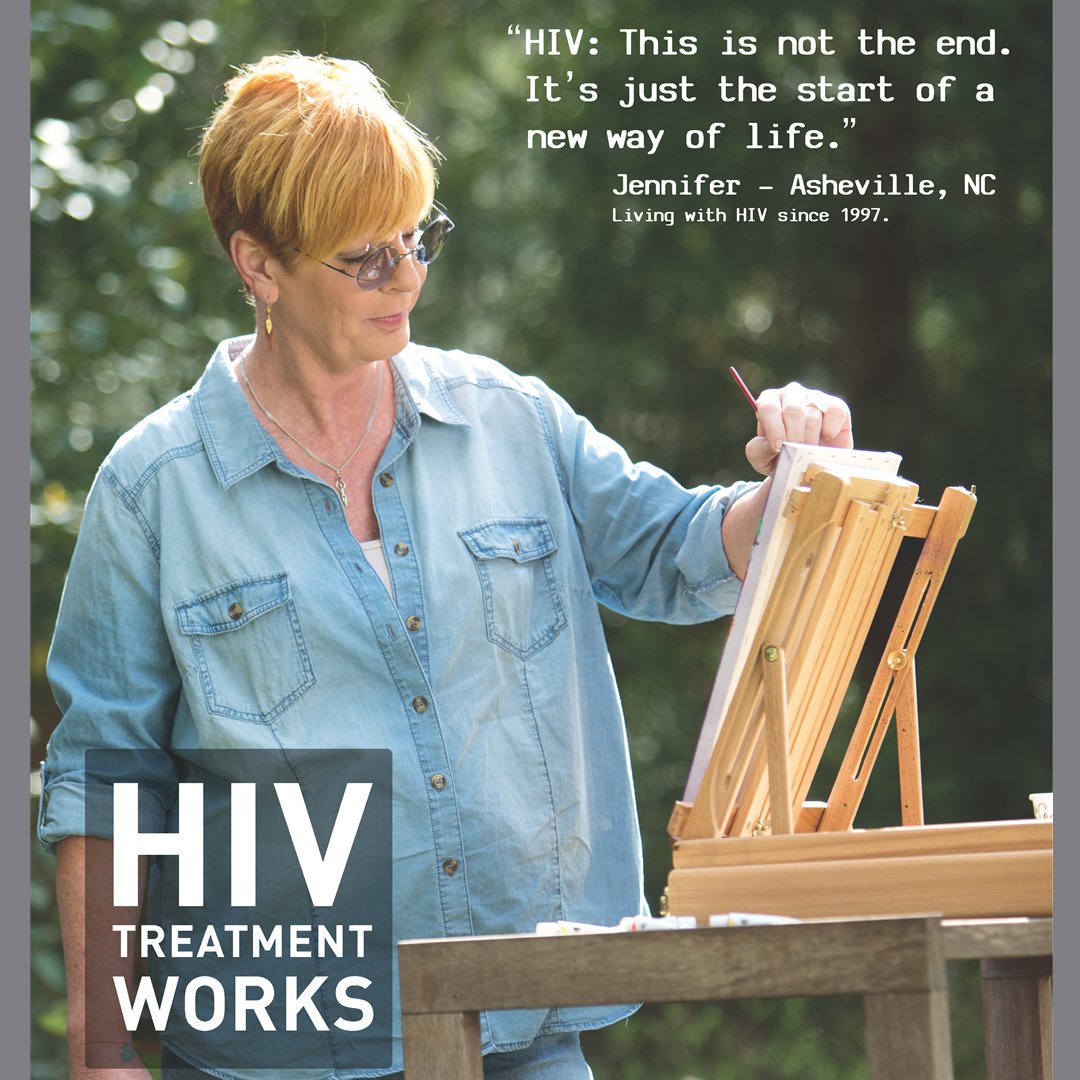 “HIV: This is not the end.
It’s just the start of a
new way of life.”
Jennifer – Asheville, NC
Living with HIV since 1997.
HIV
TREATMENT
WORKS